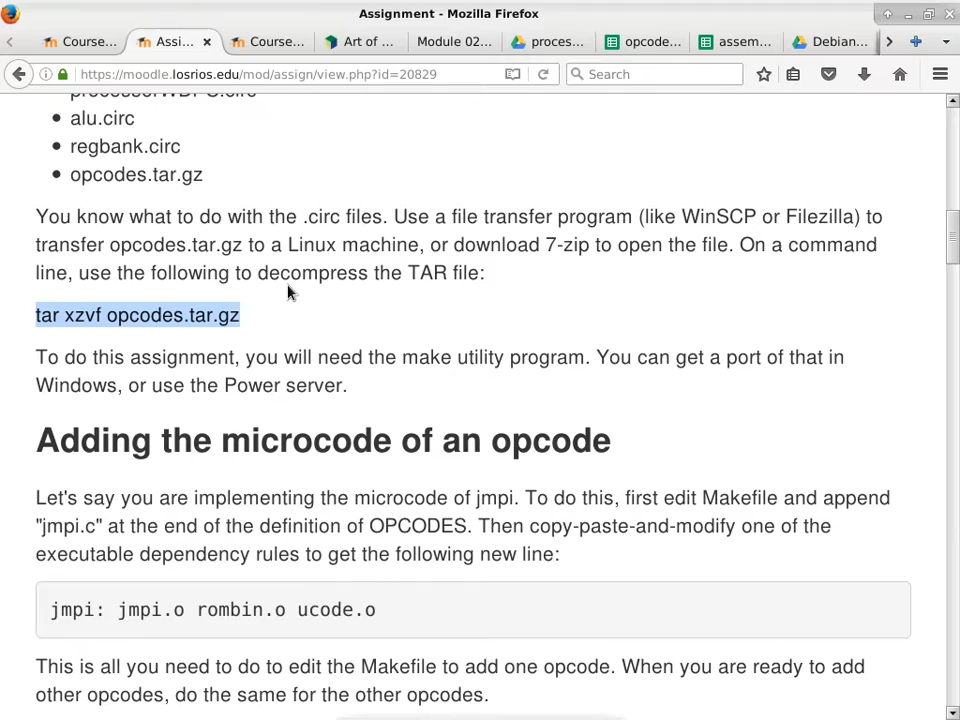 Assignment - Mozilla Firefox
Course...
Assi...
Course...
Art of ...
Module 02...
proces...
opcode...
assem...
Debian...
https://moodle.losrios.edu/mod/assign/view.php?id=20829
Search
alu.circ
regbank.circ
opcodes.tar.gz
You know what to do with the .circ files. Use a file transfer program (like WinSCP or Filezilla) to
transfer opcodes.tar.gz to a Linux machine, or download 7-zip to open the file. On a command
line, use the following to decompress the TAR file:
tar xzvf opcodes.tar.gz
To do this assignment, you will need the make utility program. You can get a port of that in
Windows, or use the Power server.
Adding the microcode of an opcode
Let's say you are implementing the microcode of jmpi. To do this, first edit Makefile and append
"jmpi.c" at the end of the definition of OPCODES. Then copy-paste-and-modify one of the
executable dependency rules to get the following new line:
jmpi: jmpi.o rombin.o ucode.o
This is all you need to do to edit the Makefile to add one opcode. When you are ready to add
other opcodes, do the same for the other opcodes.